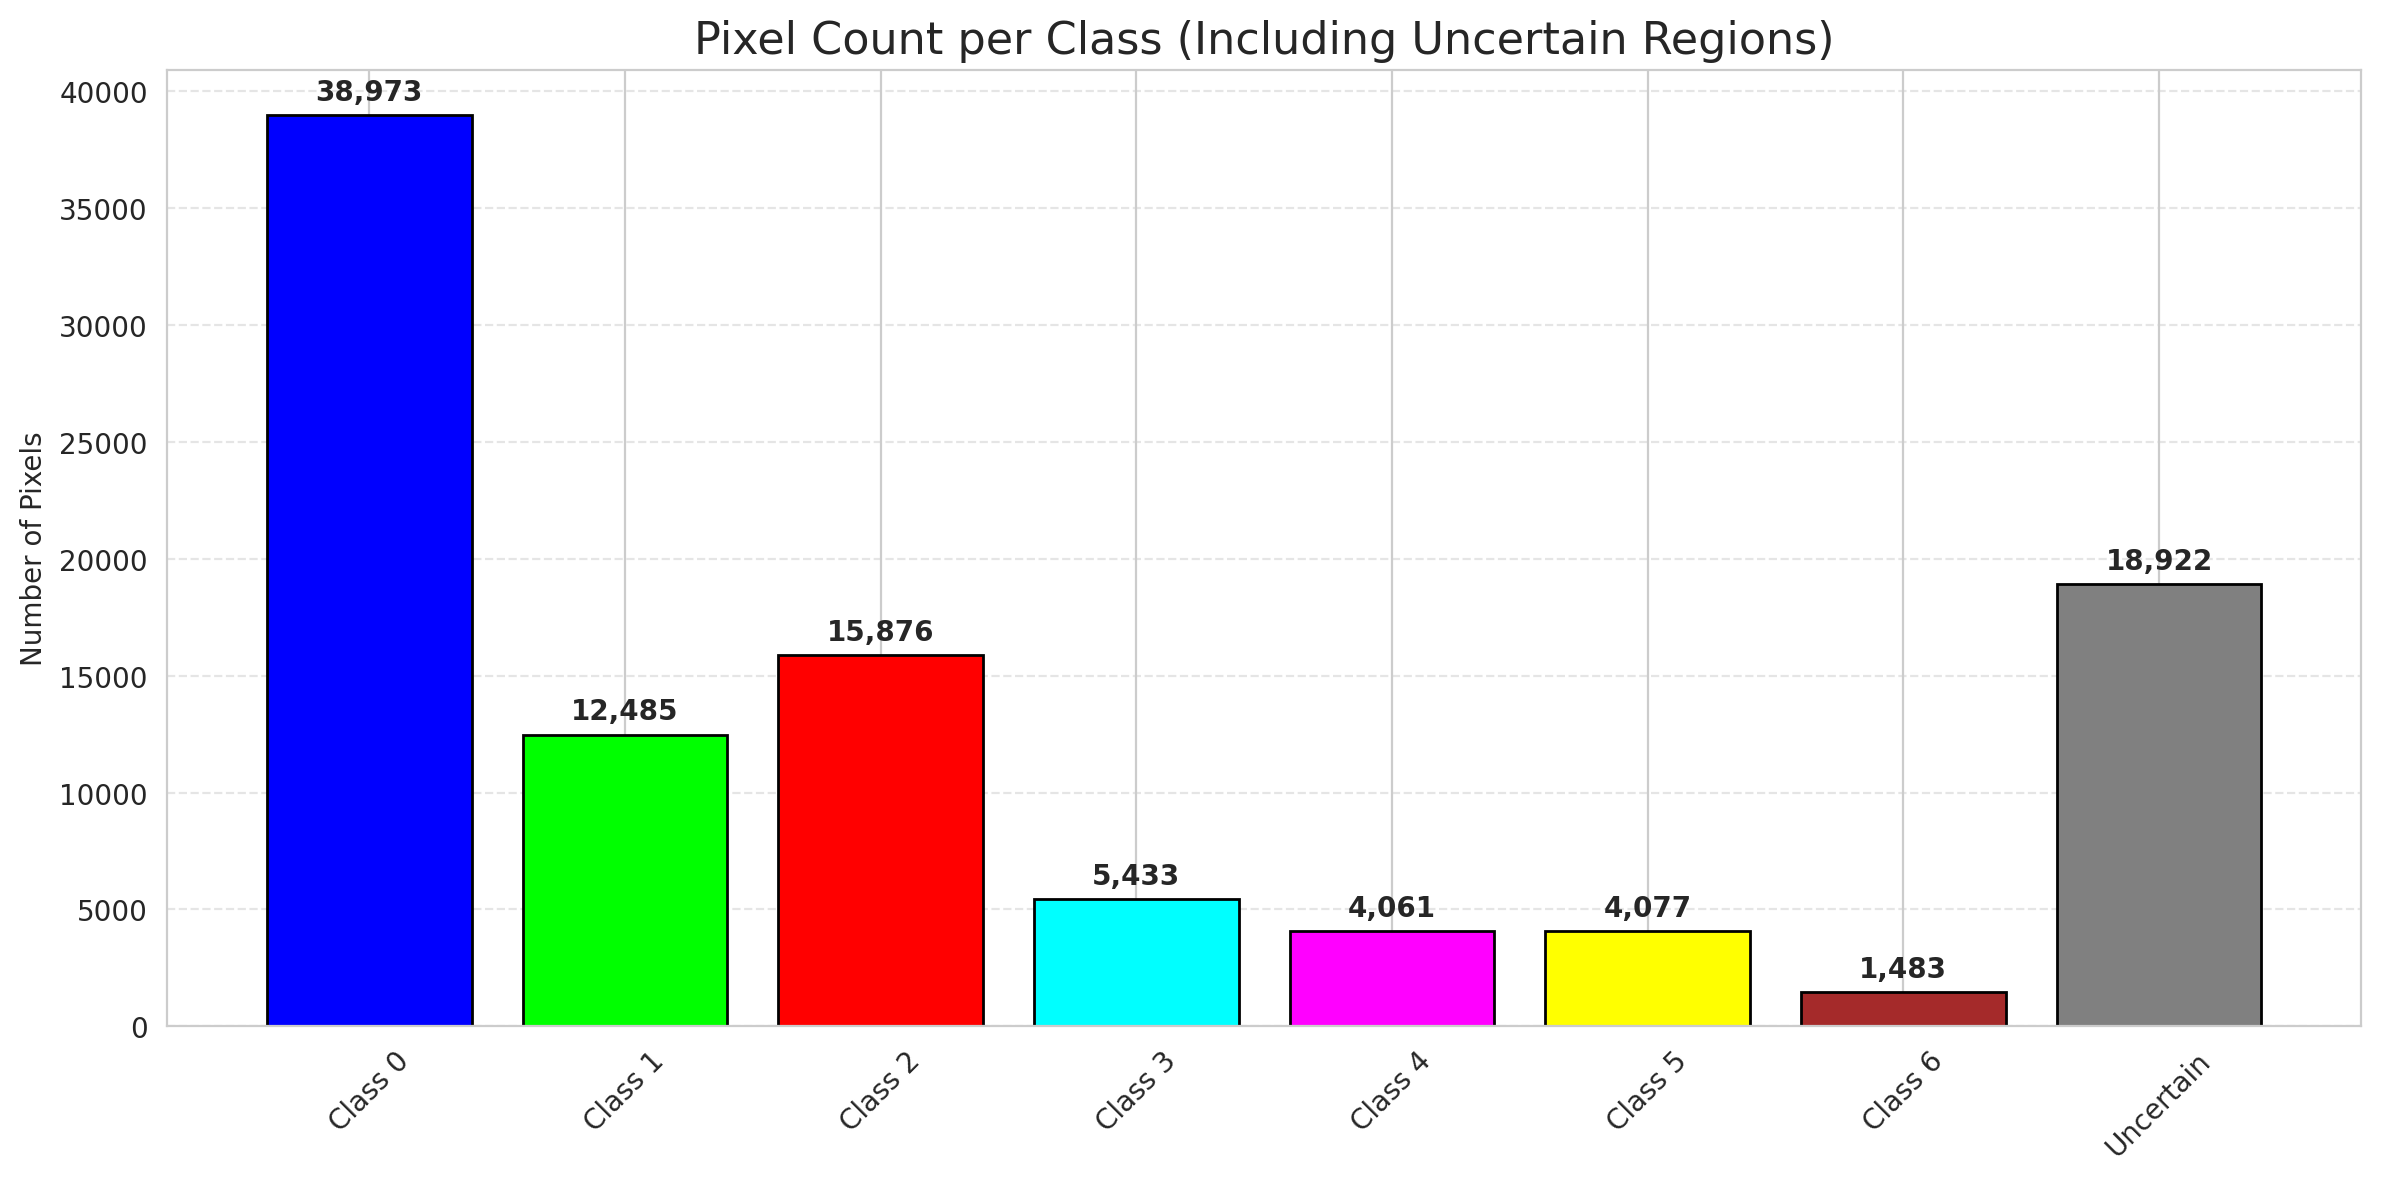 Pixel Count per Class (Including Uncertain Regions)
Number of Pixels
40000
35000
30000
25000
20000
15000
10000
5000
0
38,973
12,485
15,876
5,433
4,061
4,077
1,483
18,922
Class 0
Class 1
Class 2
Class 3
Class 4
Class 5
Class 6
Uncertain